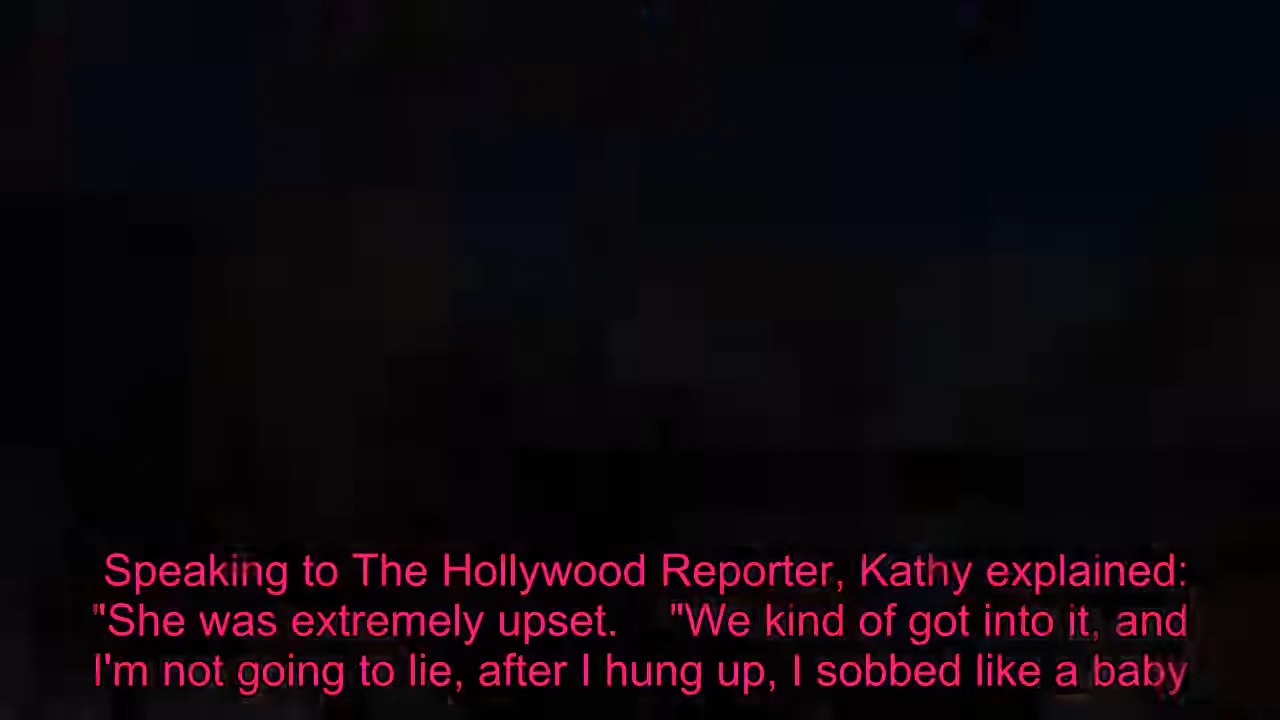 Speaking to The Hollywood Reporter, Kathy explained:
"She was extremely upset. "We kind of got into it, and
I'm not going to lie, after I hung up, I sobbed like a baby